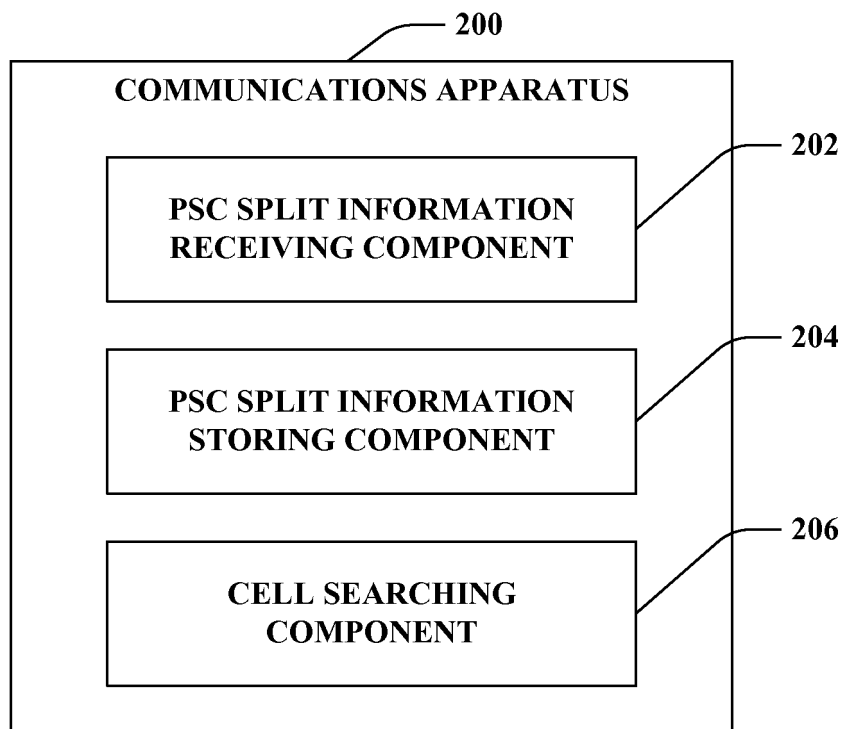 200
COMMUNICATIONS APPARATUS
202
PSC SPLIT INFORMATION
RECEIVING COMPONENT
204
PSC SPLIT INFORMATION
STORING COMPONENT
206
CELL SEARCHING
COMPONENT